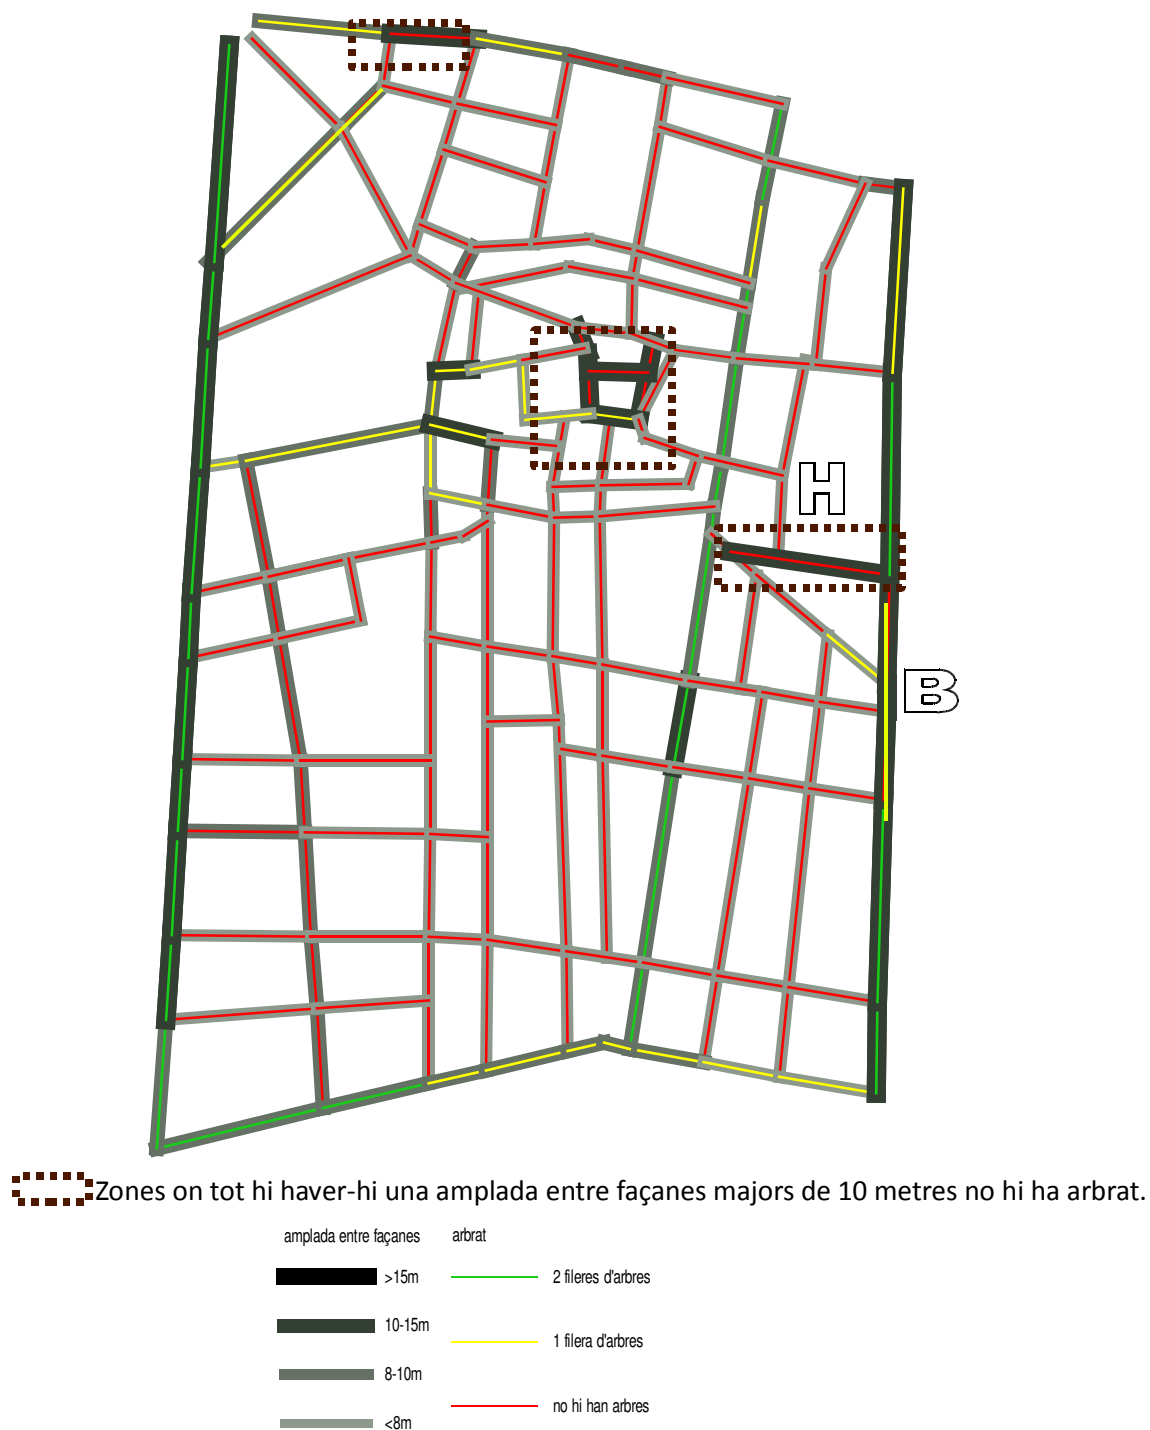 H
B
Zones on tot hi haver-hi una amplada entre façanes majors de 10 metres no hi ha arbrat.
amplada entre façanes arbrat
>15m 2 fileres d'arbres
10-15m 1 filera d'arbres
8-10m
<8m no hi han arbres